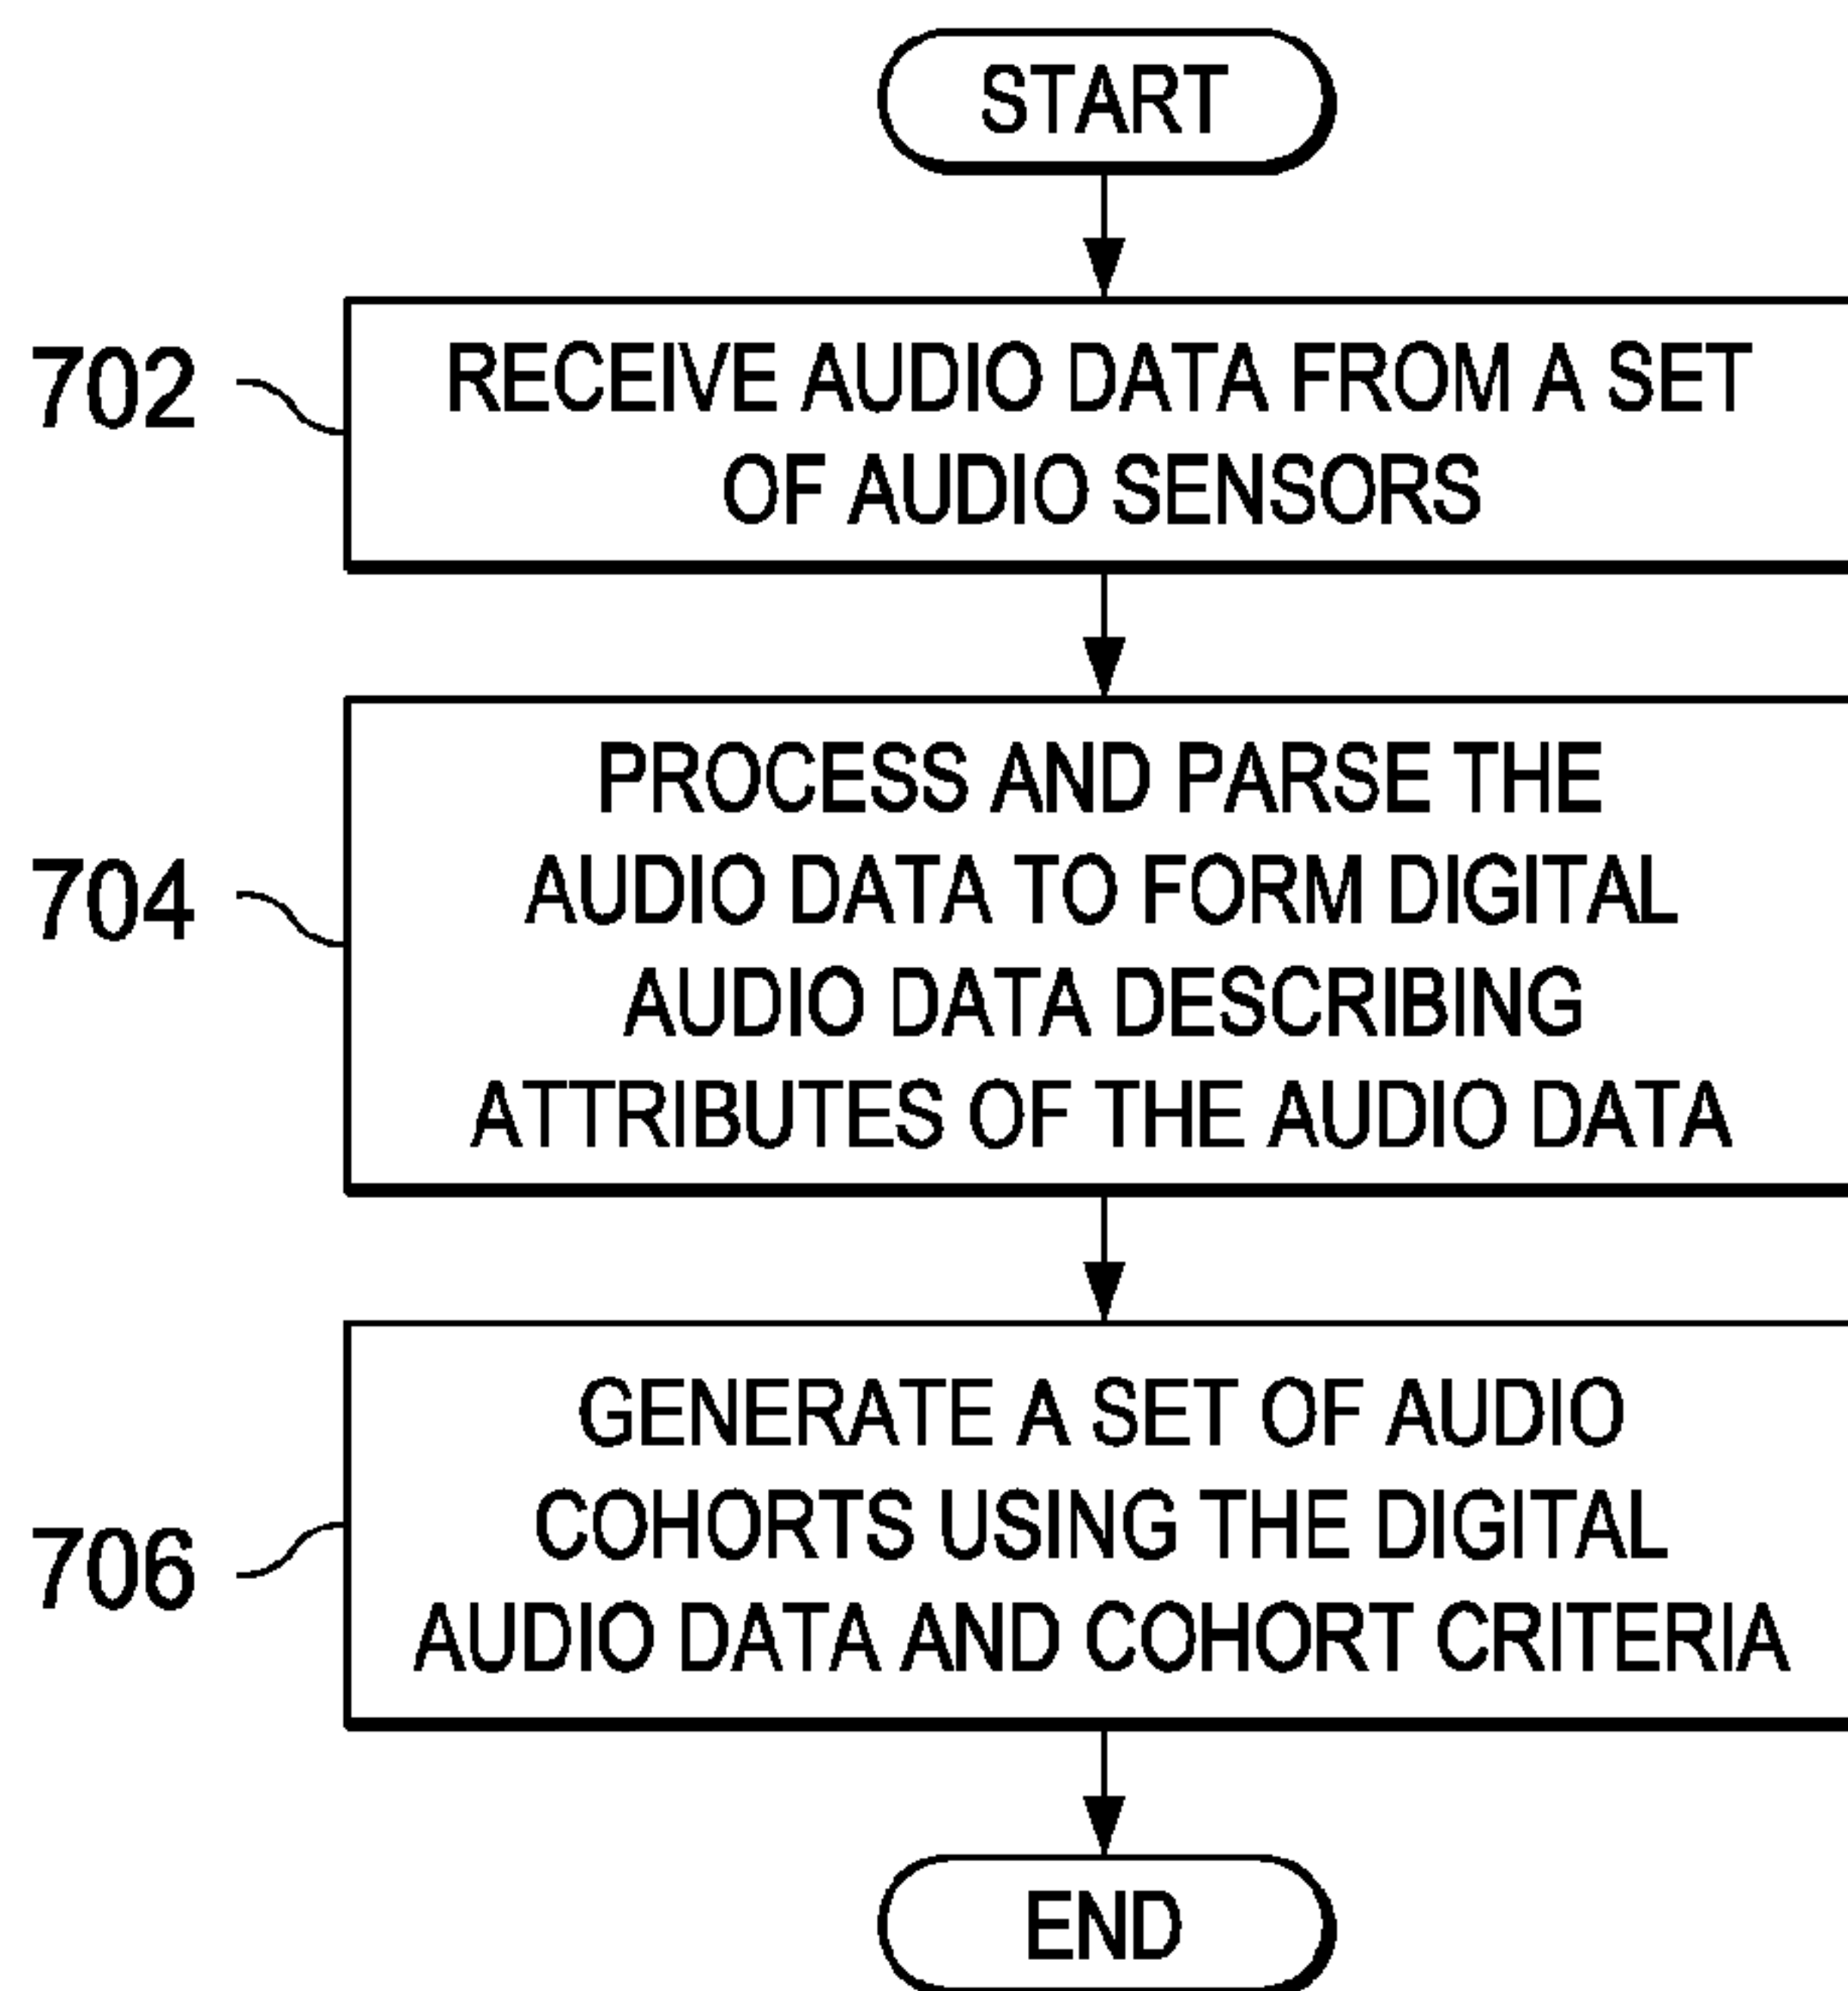 START
702
RECEIVE AUDIO DATA FROM A SET
OF AUDIO SENSORS
704
PROCESS AND PARSE THE
AUDIO DATA TO FORM DIGITAL
AUDIO DATA DESCRIBING
ATTRIBUTES OF THE AUDIO DATA
706
GENERATE A SET OF AUDIO
COHORTS USING THE DIGITAL
AUDIO DATA AND COHORT CRITERIA
END